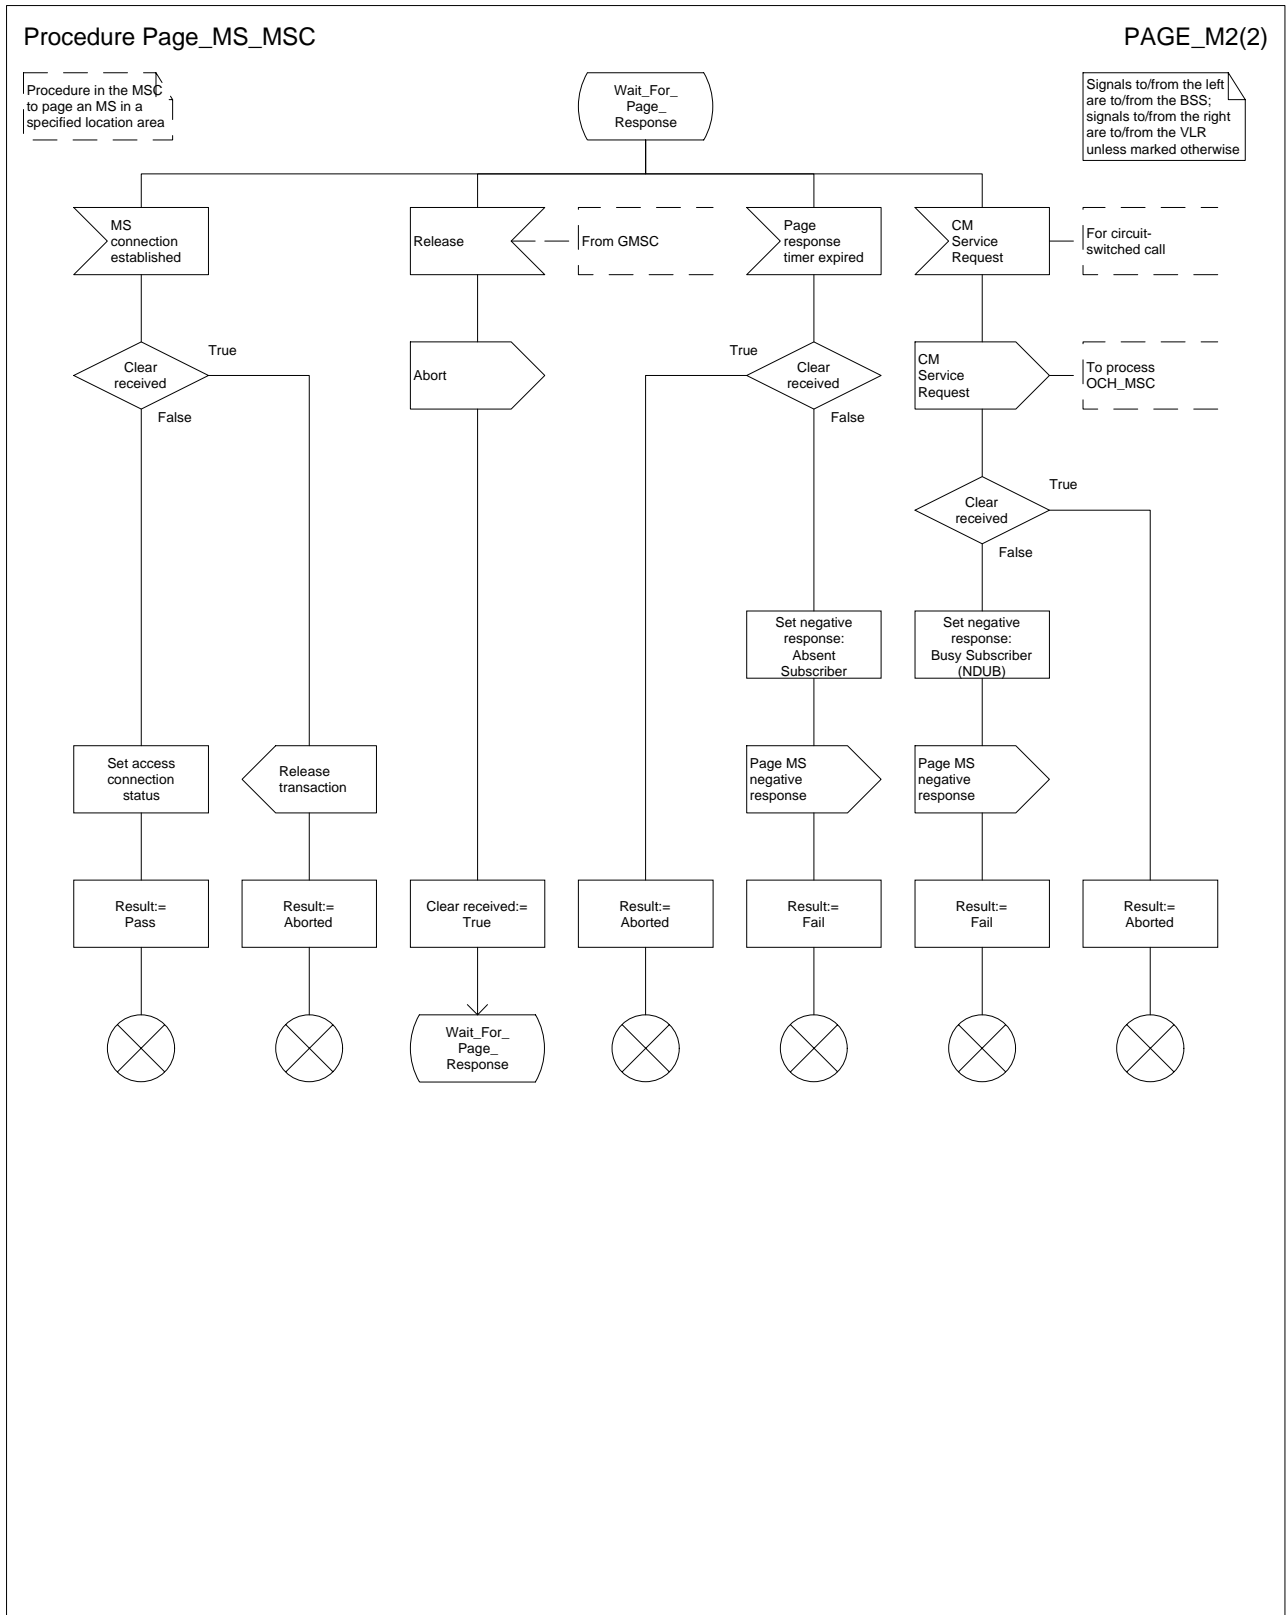 Procedure Page_MS_MSC
PAGE_M2(2)
Procedure in the MSC
to page an MS in a
specified location area
Wait_For_
Page_
Response
Signals to/from the left
are to/from the BSS;
signals to/from the right
are to/from the VLR
unless marked otherwise
MS
connection
established
Release
From GMSC
Page
response
timer expired
CM
Service
Request
For circuit-
switched call
Clear
received
True
False
Abort
True
Clear
received
False
CM
Service
Request
To process
OCH_MSC
Clear
received
True
False
Set negative
response:
Absent
Subscriber
Set negative
response:
Busy Subscriber
(NDUB)
Set access
connection
status
Release
transaction
Page MS
negative
response
Page MS
negative
response
Result:=
Pass
Result:=
Aborted
Clear received:=
True
Result:=
Aborted
Result:=
Fail
Result:=
Fail
Result:=
Aborted
Wait_For_
Page_
Response